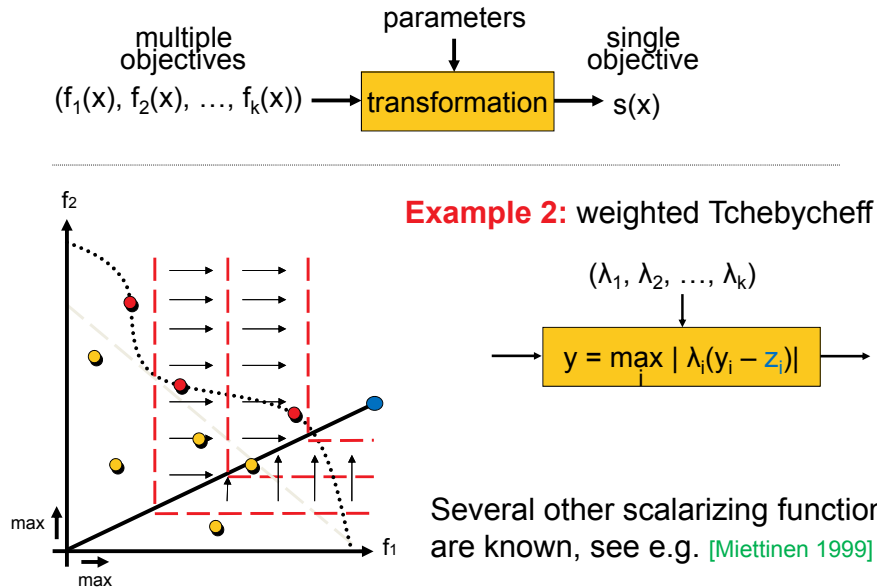 parameters
multiple
objectives
(f₁(x), f₂(x), …, fₖ(x))
transformation
single
objective
s(x)
f₂
Example 2: weighted Tchebycheff
(λ₁, λ₂, …, λₖ)
y = max | λᵢ(yᵢ – zᵢ)|
i
max
f₁
max
Several other scalarizing function
are known, see e.g. [Miettinen 1999]